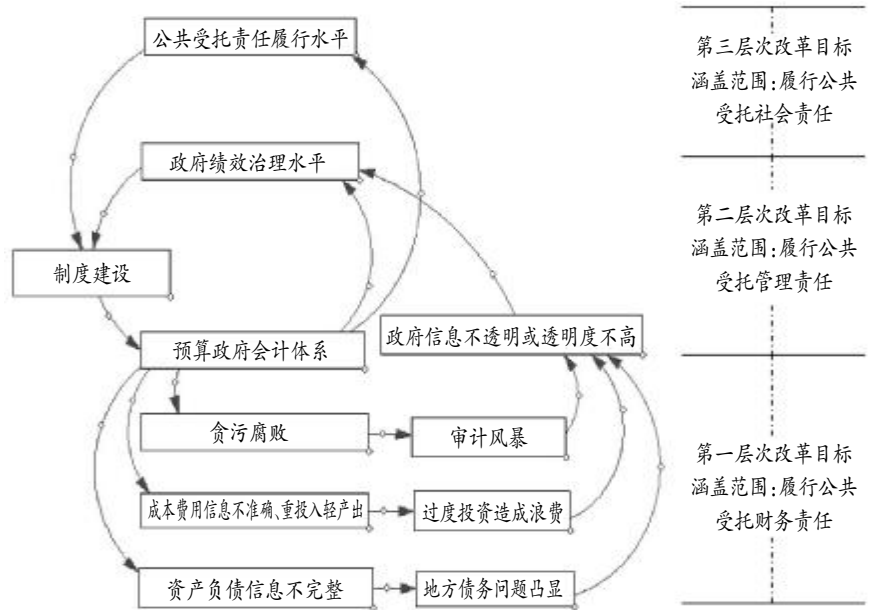 公共受托责任履行水平
政府绩效治理水平
制度建设
预算政府会计体系
政府信息不透明或透明度不高
贪污腐败
审计风暴
成本费用信息不准确、重投入轻产出
过度投资造成浪费
资产负债信息不完整
地方债务问题凸显
第三层次改革目标
涵盖范围:履行公共
受托社会责任
第二层次改革目标
涵盖范围:履行公共
受托管理责任
第一层次改革目标
涵盖范围:履行公共
受托财务责任